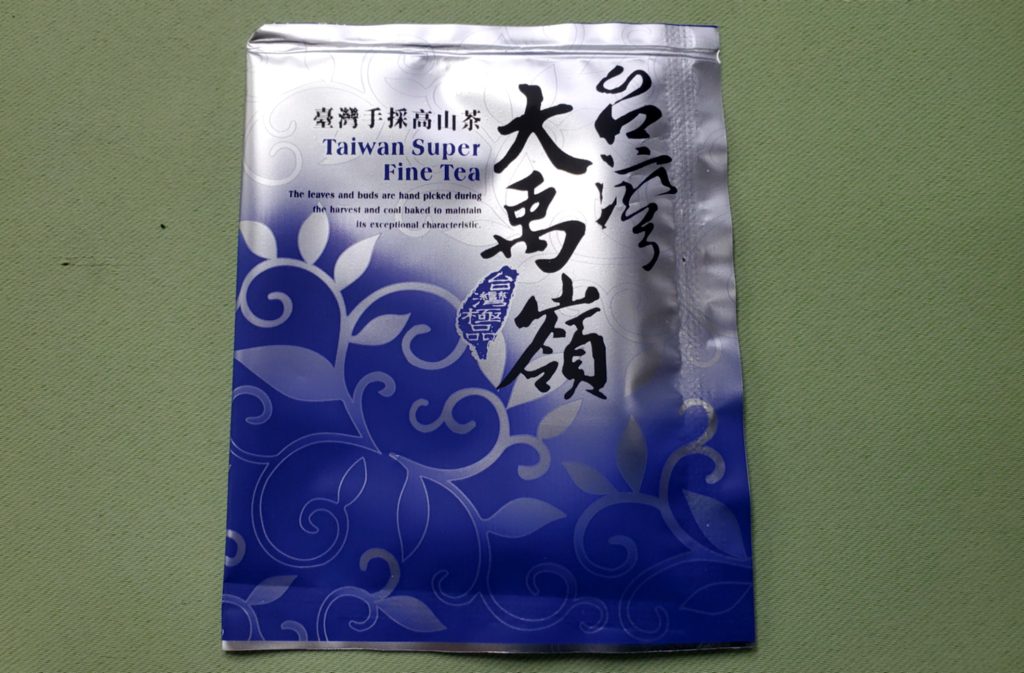 台灣
大禹嶺
台灣極品
臺灣手採高山茶
Taiwan Super
Fine Tea
The leaves and buds are hand picked during
the harvest and coal baked to maintain
its exceptional characteristic.